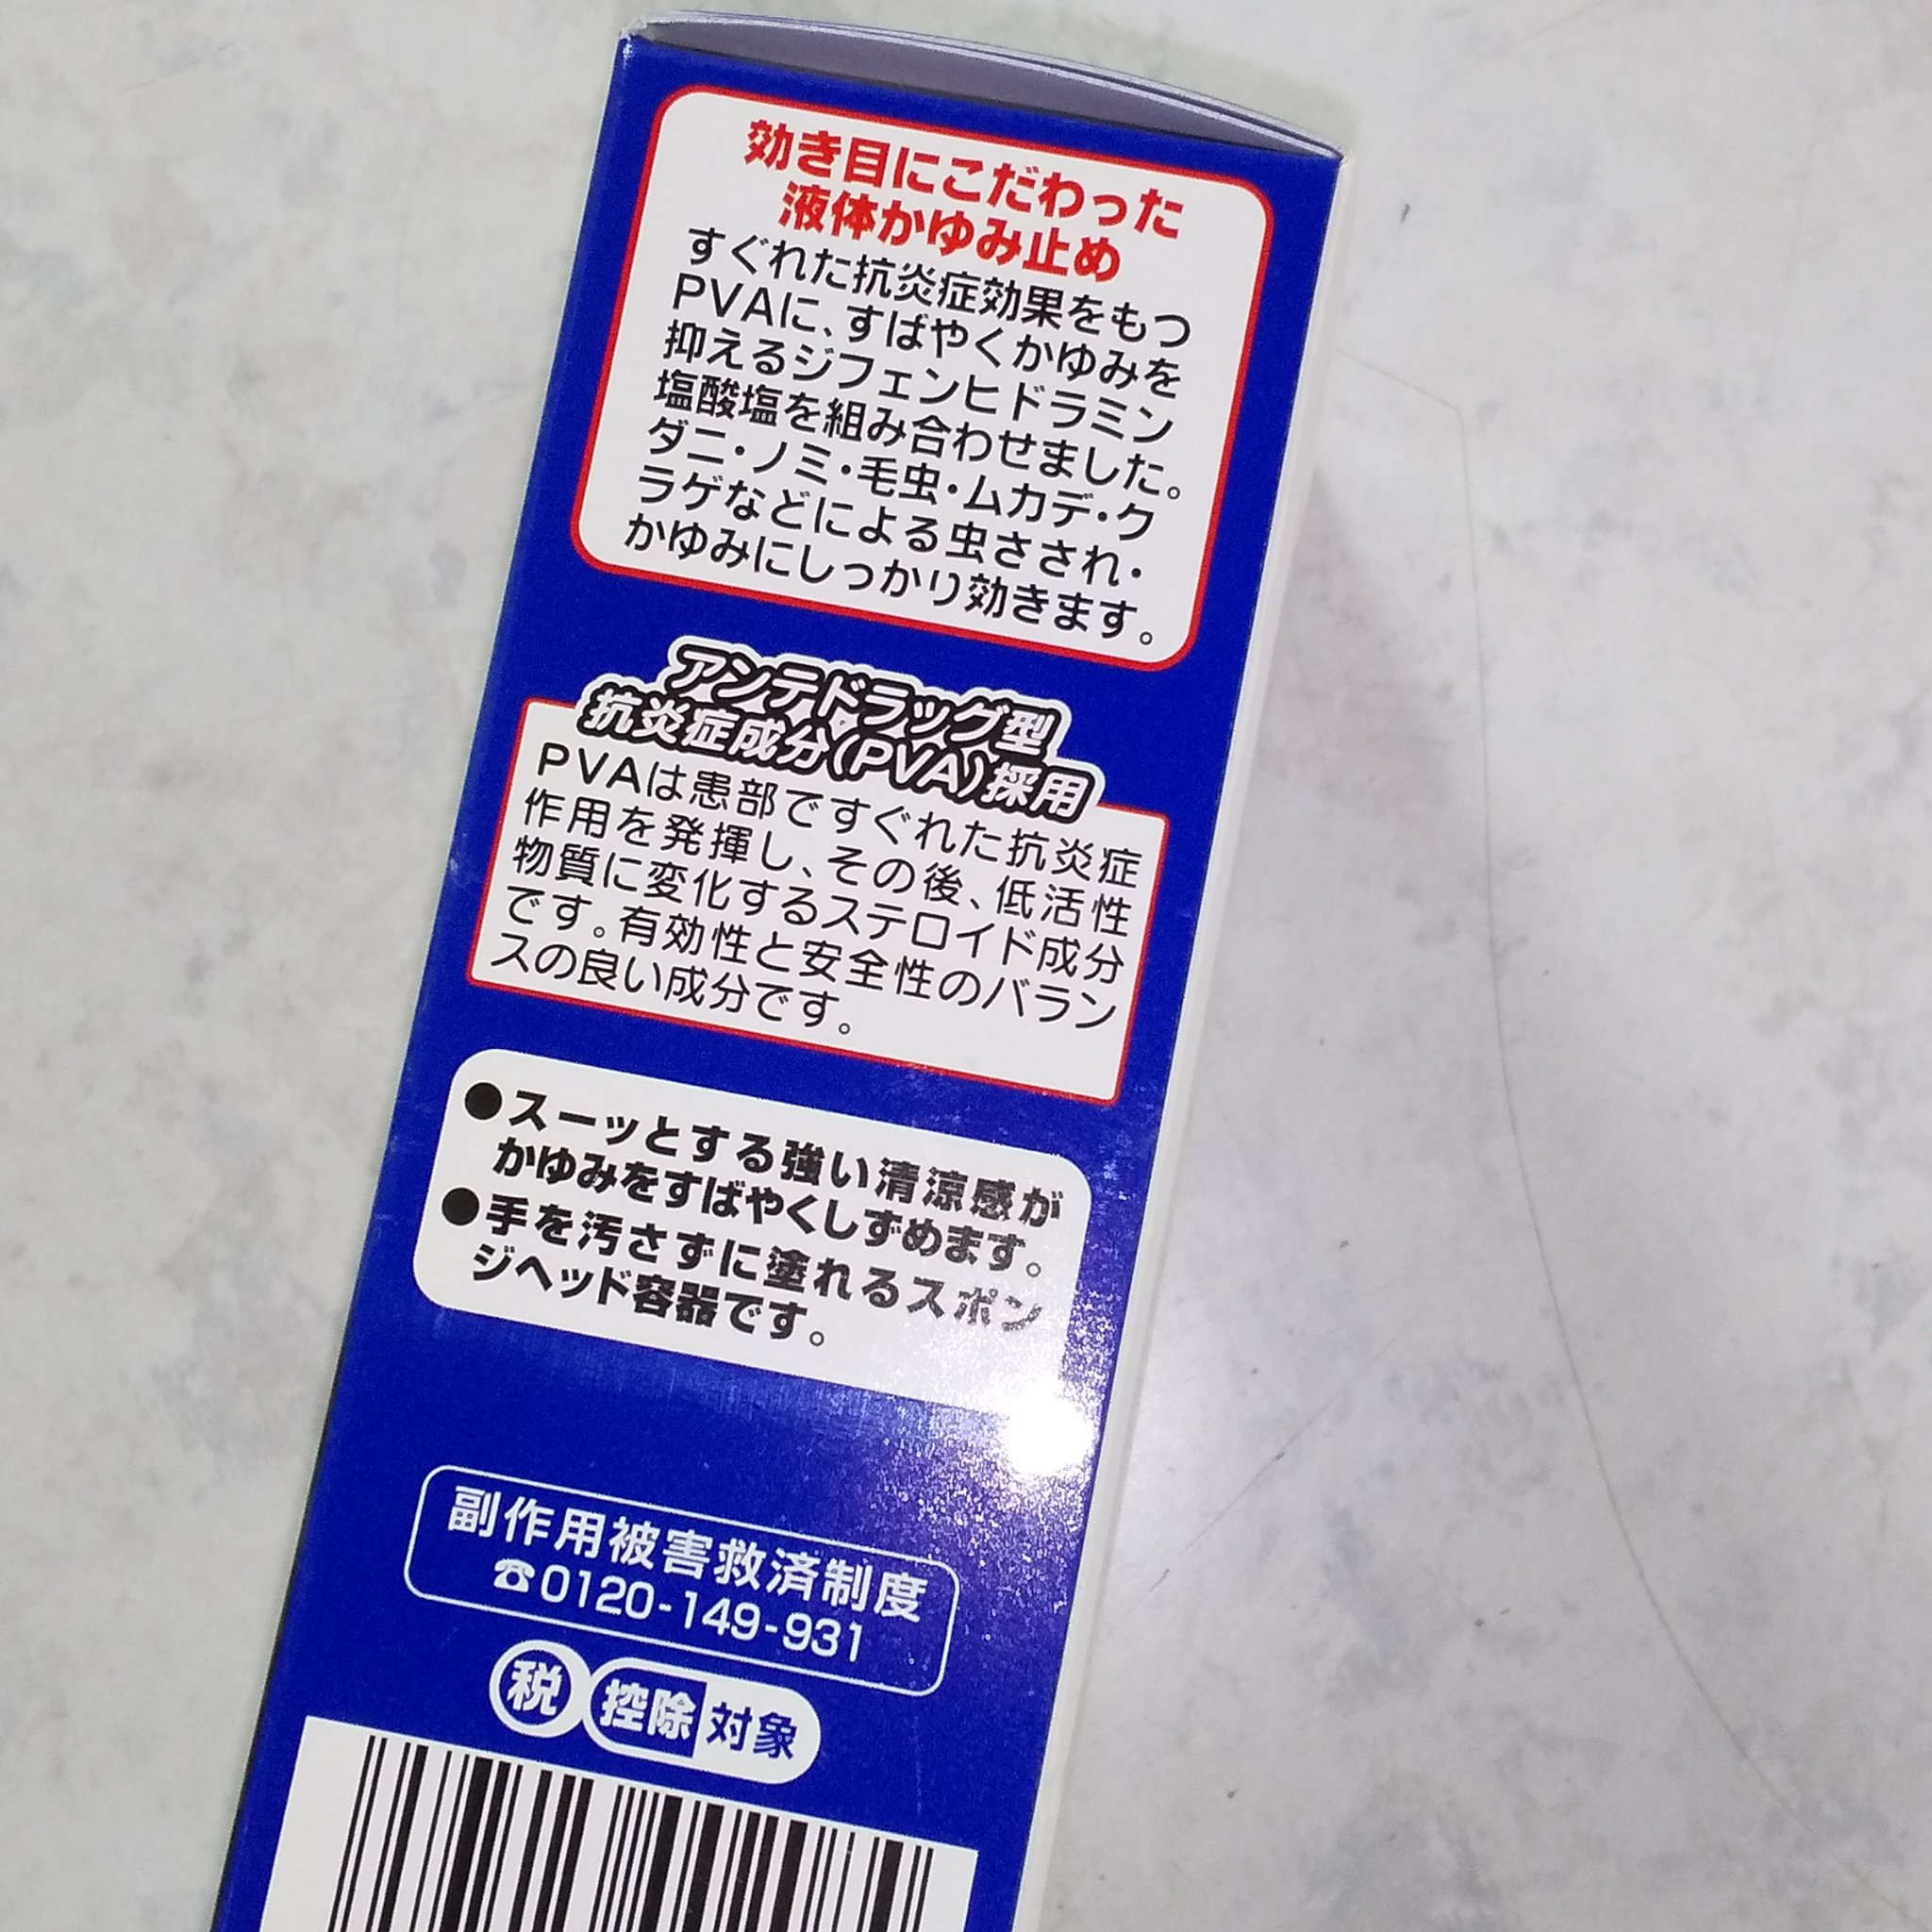 効き目にこだわった
液体かゆみ止め
すぐれた抗炎症効果をもつ
PVAに、すばやくかゆみを
抑えるジフェンヒドラミン
塩酸塩を組み合わせました。
ダニ・ノミ・毛虫・ムカデ・ク
ラゲなどによる虫さされ・
かゆみにしっかり効きます。
アンテドラッグ型
抗炎症成分(PVA)採用
PVAは患部ですぐれた抗炎症
作用を発揮し、その後、低活性
物質に変化するステロイド成分
です。有効性と安全性のバラン
スの良い成分です。
●スーッとする強い清涼感が
かゆみをすばやくしずめます。
●手を汚さずに塗れるスポン
ジヘッド容器です。
副作用被害救済制度
☎0120-149-931
税 控除 対象